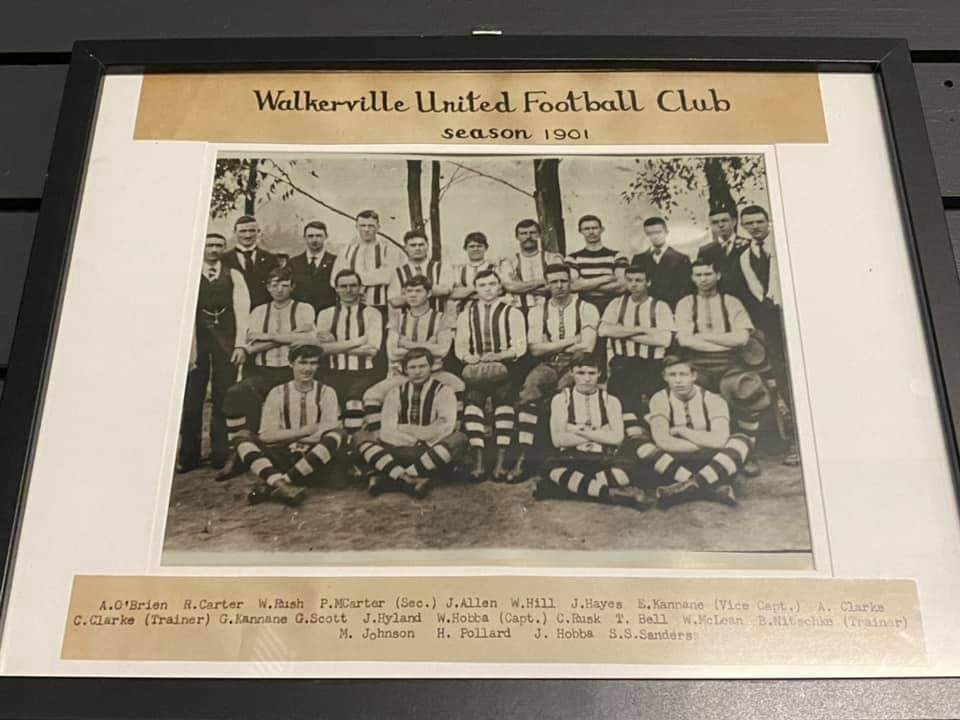 Walkerville United Football Club
season 1901
A.O'Brien R.Carter W.Rush P.MCarter (Sec.) J.Allen W.Hill J.Hayes E.Kannane (Vice Capt.) A. Clarke
C.Clarke (Trainer) G.Kannane G.Scott J.Hyland W.Hobba (Capt.) C.Rusk T. Bell W.McLean B.Nitschke (Trainer)
M. Johnson H. Pollard J. Hobba S.S.Sanders